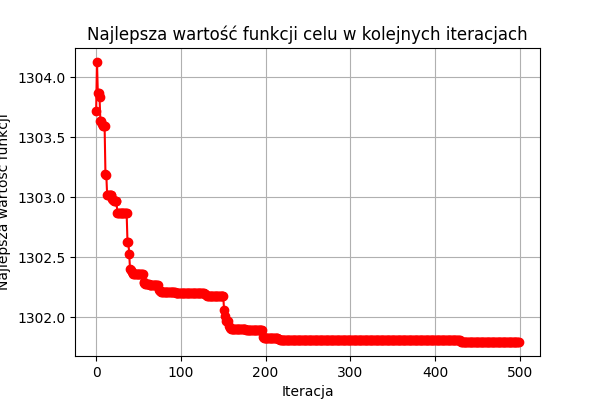 Najlepsza wartość funkcji celu w kolejnych iteracjach
Najlepsza wartość funkcji
1304.0
1303.5
1303.0
1302.5
1302.0
0 100 200 300 400 500
Iteracja